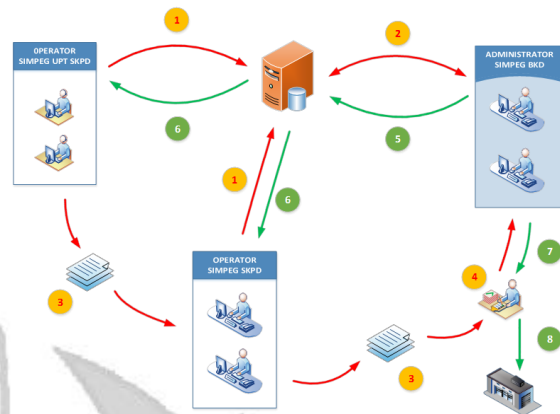 1
2
0PERATOR
SIMPEG UPT SKPD
ADMINISTRATOR
SIMPEG BKD
6
5
1
6
OPERATOR
SIMPEG SKPD
7
4
3
3
8